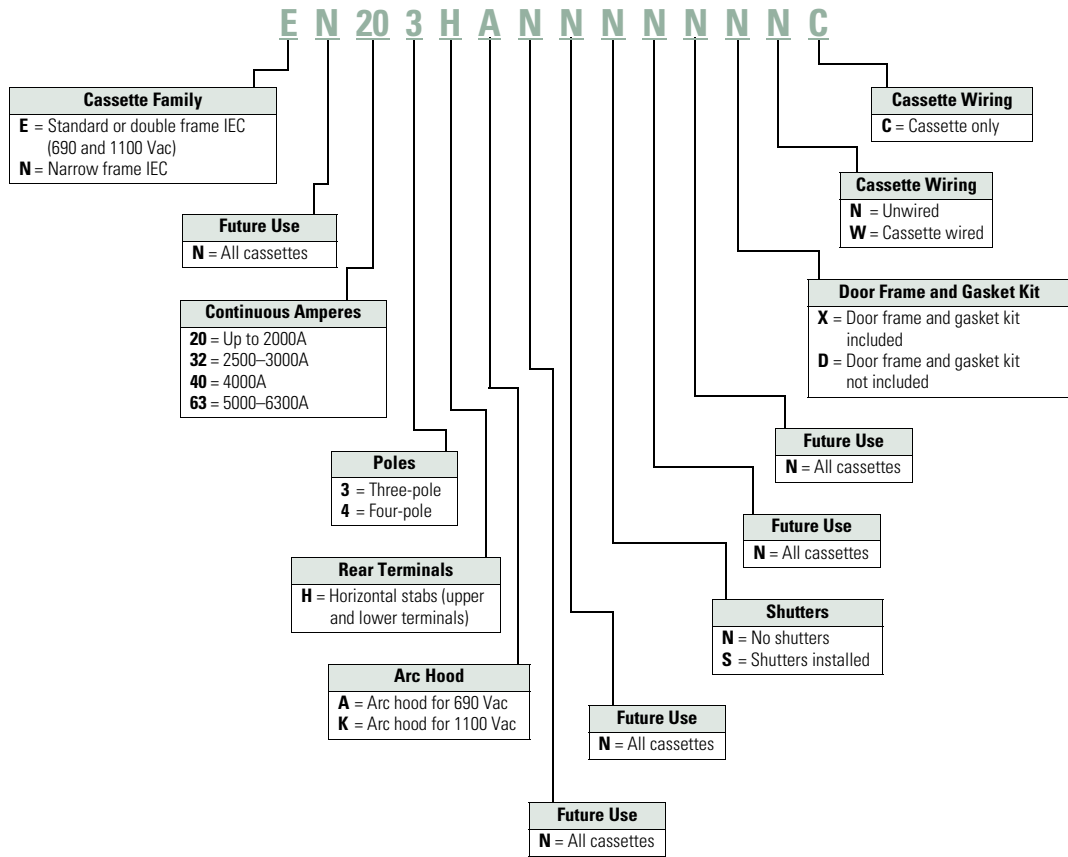 E N 20 3 H A N N N N N N N C
Cassette Family
E = Standard or double frame IEC
(690 and 1100 Vac)
N = Narrow frame IEC
Future Use
N = All cassettes
Continuous Amperes
20 = Up to 2000A
32 = 2500–3000A
40 = 4000A
63 = 5000–6300A
Poles
3 = Three-pole
4 = Four-pole
Rear Terminals
H = Horizontal stabs (upper
and lower terminals)
Arc Hood
A = Arc hood for 690 Vac
K = Arc hood for 1100 Vac
Future Use
N = All cassettes
Future Use
N = All cassettes
Shutters
N = No shutters
S = Shutters installed
Future Use
N = All cassettes
Future Use
N = All cassettes
Door Frame and Gasket Kit
X = Door frame and gasket kit
included
D = Door frame and gasket kit
not included
Cassette Wiring
N = Unwired
W = Cassette wired
Cassette Wiring
C = Cassette only